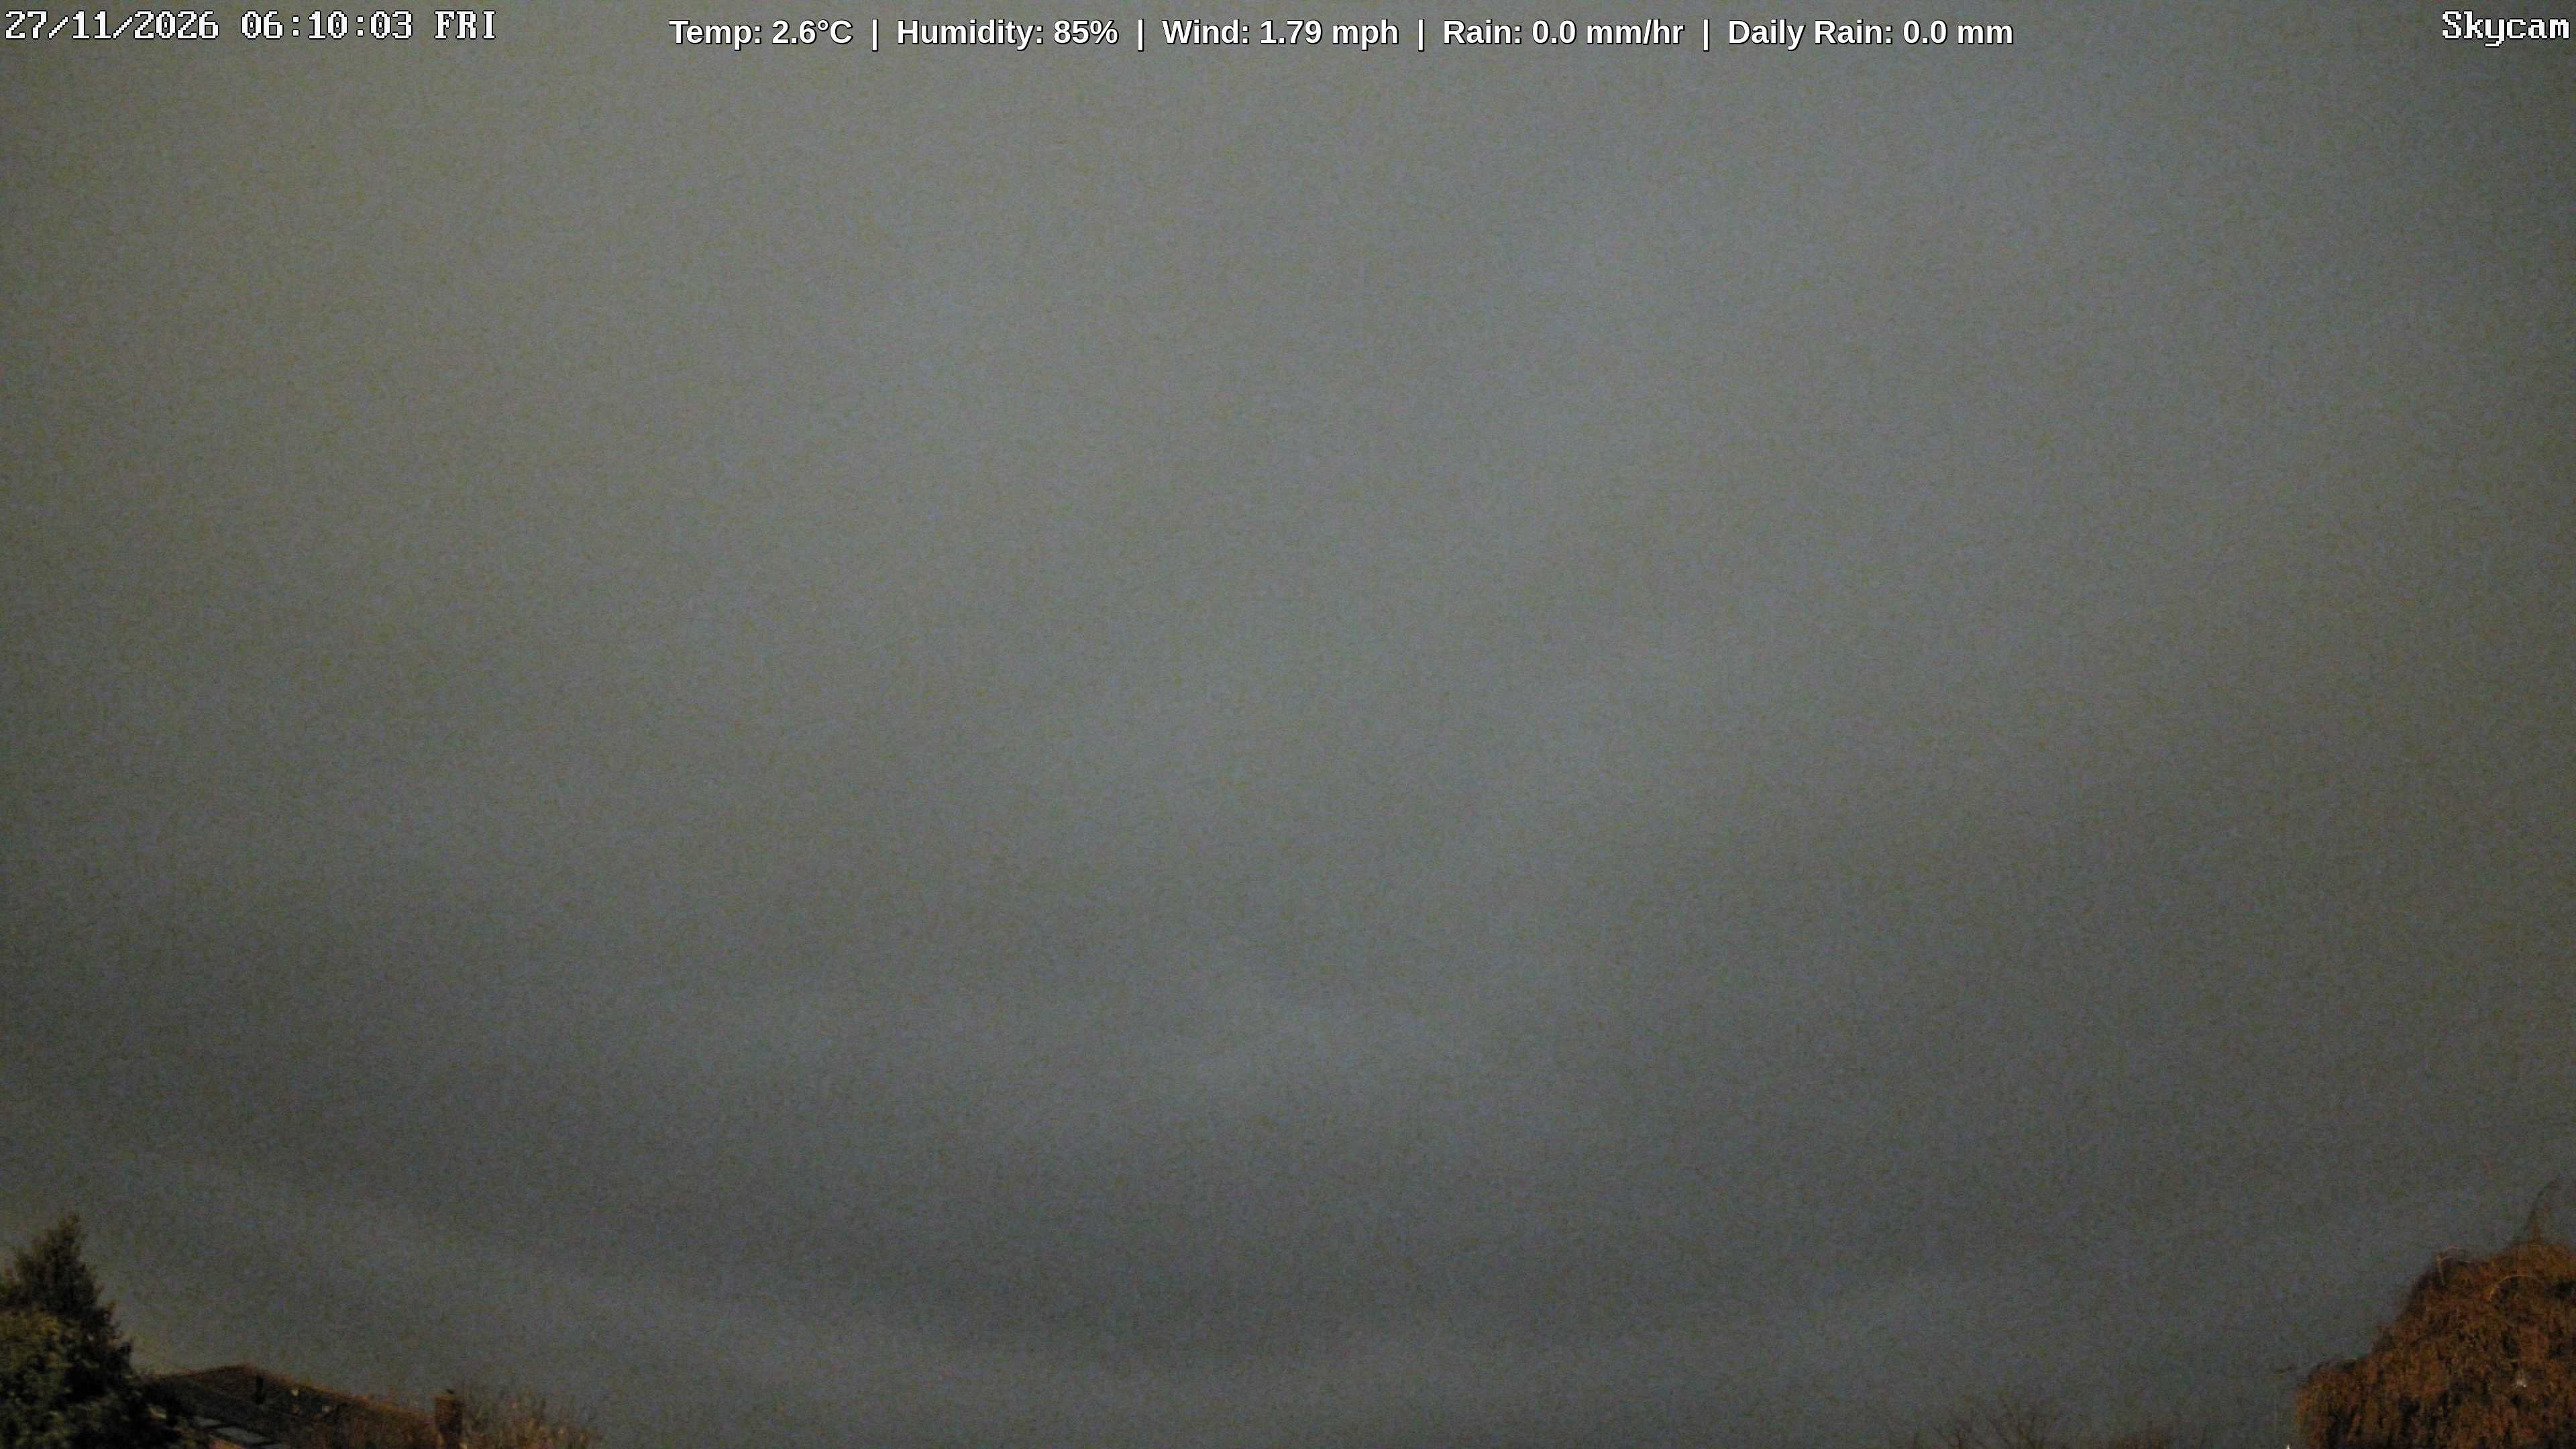 27/11/2026 06:10:03 FRI
Temp: 2.6°C | Humidity: 85% | Wind: 1.79 mph | Rain: 0.0 mm/hr | Daily Rain: 0.0 mm
Skycam